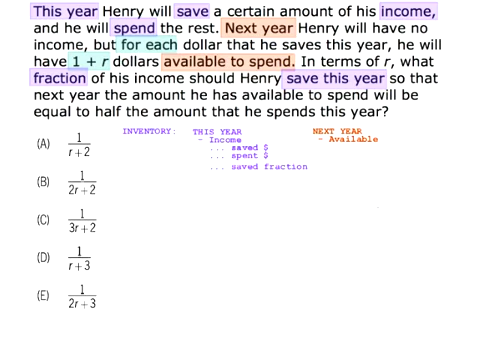 This year Henry will save a certain amount of his income,
and he will spend the rest. Next year Henry will have no
income, but for each dollar that he saves this year, he will
have 1 + r dollars available to spend. In terms of r, what
fraction of his income should Henry save this year so that
next year the amount he has available to spend will be
equal to half the amount that he spends this year?
INVENTORY: THIS YEAR NEXT YEAR
- Income - Available
... saved $
... spent $
... saved fraction
(A) 1/(r + 2)
(B) 1/(2r + 2)
(C) 1/(3r + 2)
(D) 1/(r + 3)
(E) 1/(2r + 3)